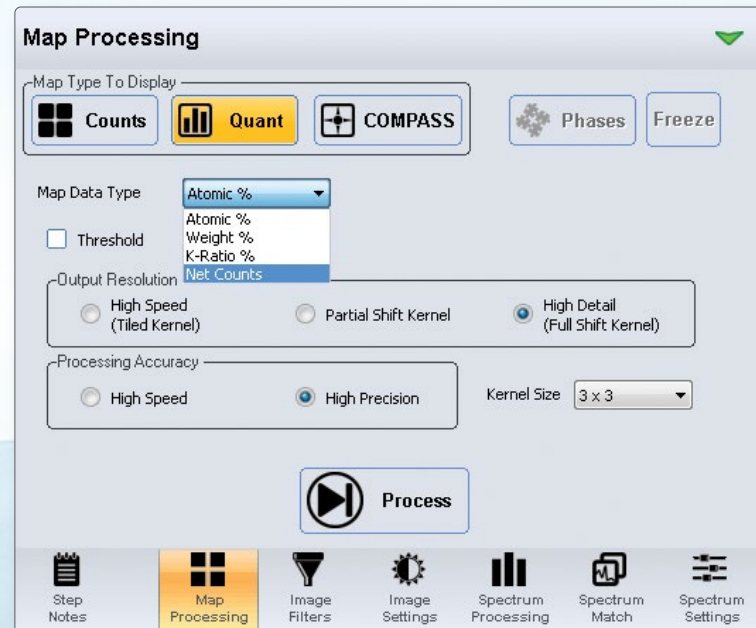 Map Processing
Map Type To Display
Counts
Quant
COMPASS
Phases
Freeze
Map Data Type
Atomic %
Atomic %
Weight %
K-Ratio %
Net Counts
Threshold
Output Resolution
High Speed
(Tiled Kernel)
Partial Shift Kernel
High Detail
(Full Shift Kernel)
Processing Accuracy
High Speed
High Precision
Kernel Size
3 x 3
Process
Step
Notes
Map
Processing
Image
Filters
Image
Settings
Spectrum
Processing
Spectrum
Match
Spectrum
Settings